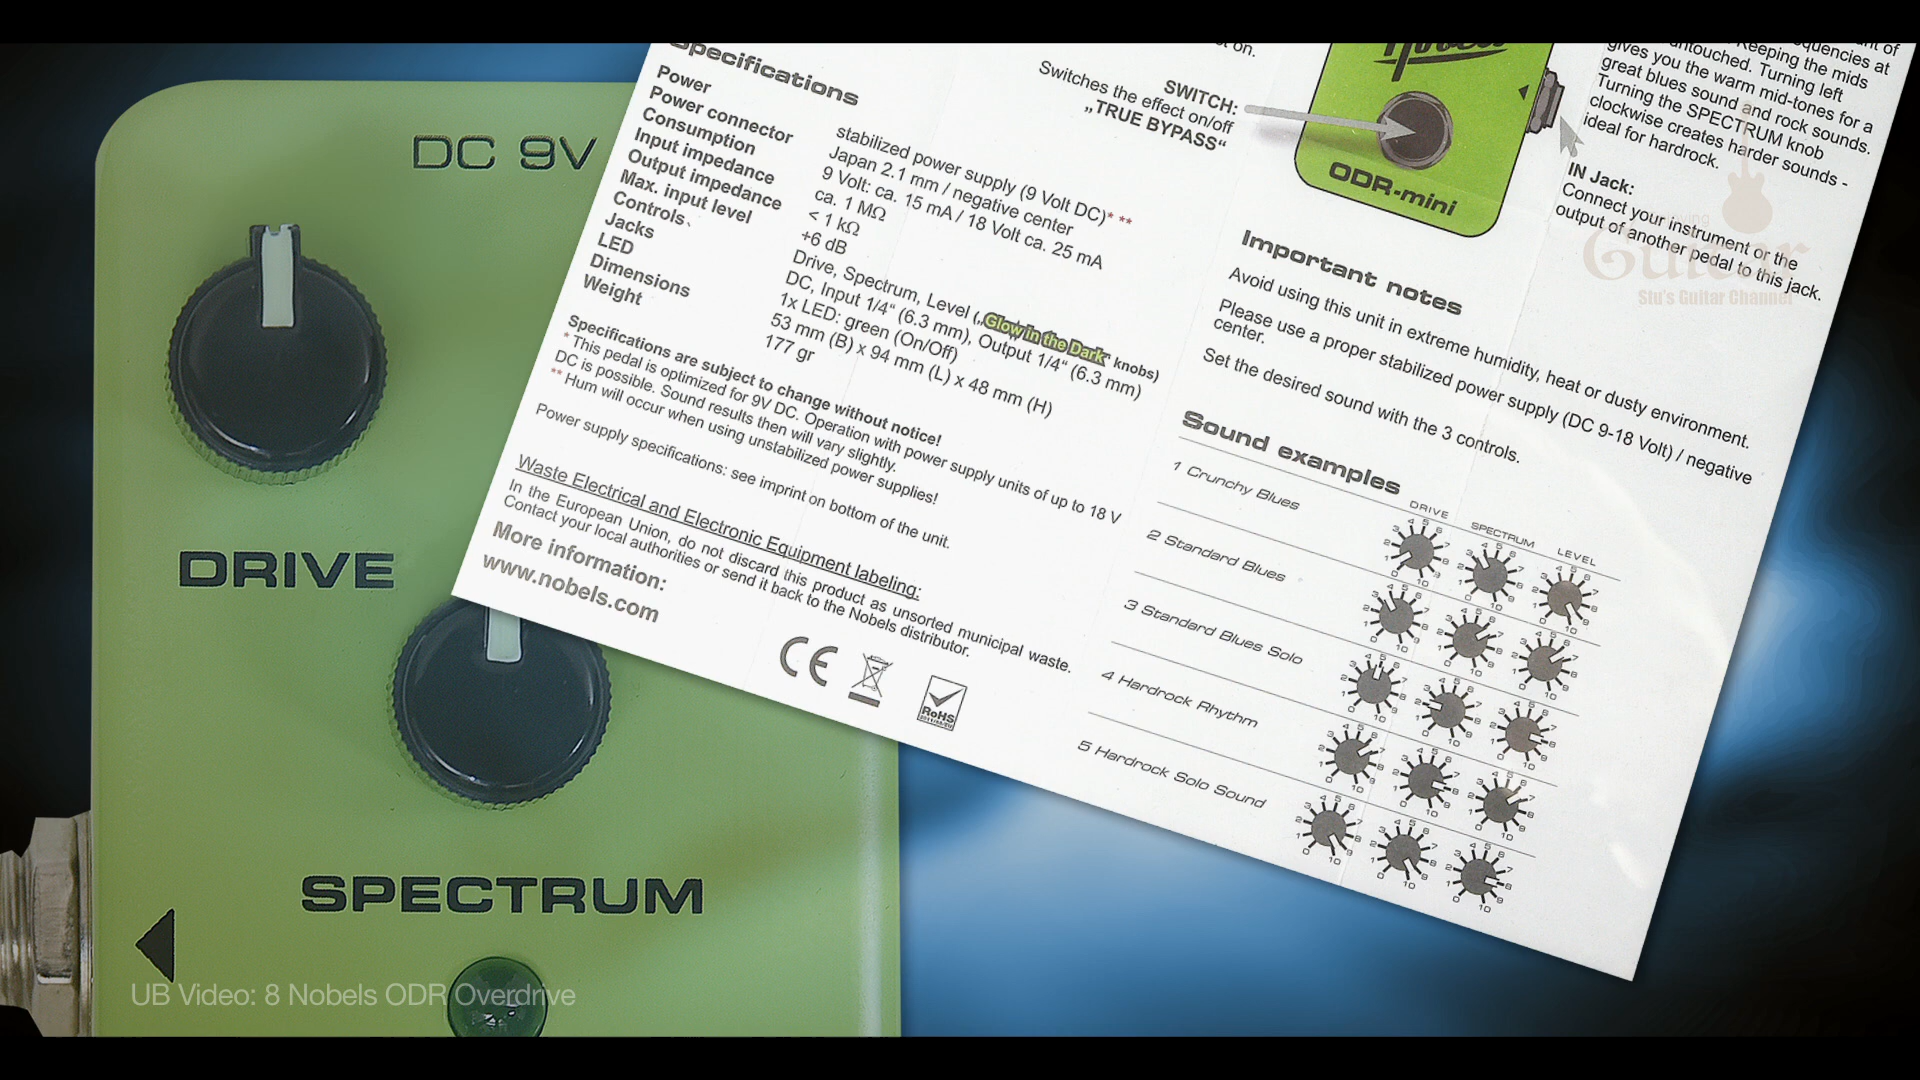 DC 9V
DRIVE
SPECTRUM
UB Video: 8 Nobels ODR Overdrive
Specifications
Power
Power connector
Consumption
Input impedance
Output impedance
Max. input level
Controls
Jacks
LED
Dimensions
Weight
stabilized power supply (9 Volt DC)* **
Japan 2.1 mm / negative center
9 Volt: ca. 15 mA / 18 Volt ca. 25 mA
ca. 1 MΩ
< 1 kΩ
+6 dB
Drive, Spectrum, Level („Glow in the Dark“ knobs)
DC, Input 1/4“ (6.3 mm), Output 1/4“ (6.3 mm)
1x LED: green (On/Off)
53 mm (B) x 94 mm (L) x 48 mm (H)
177 gr
Specifications are subject to change without notice!
* This pedal is optimized for 9V DC. Operation with power supply units of up to 18 V
DC is possible. Sound results then will vary slightly.
** Hum will occur when using unstabilized power supplies!
Power supply specifications: see imprint on bottom of the unit.
Waste Electrical and Electronic Equipment labeling:
In the European Union, do not discard this product as unsorted municipal waste.
Contact your local authorities or send it back to the Nobels distributor.
More information:
www.nobels.com
CE
RoHS
on.
SWITCH:
Switches the effect on/off
„TRUE BYPASS“
ODR-mini
quencies at
Keeping the mids
untouched. Turning left
gives you the warm mid-tones for a
great blues sound and rock sounds.
Turning the SPECTRUM knob
clockwise creates harder sounds -
ideal for hardrock.
IN Jack:
Connect your instrument or the
output of another pedal to this jack.
Guitar
Stu's Guitar Channel
Important notes
Avoid using this unit in extreme humidity, heat or dusty environment.
Please use a proper stabilized power supply (DC 9-18 Volt) / negative
center.
Set the desired sound with the 3 controls.
Sound examples
DRIVE SPECTRUM LEVEL
1 Crunchy Blues
2 Standard Blues
3 Standard Blues Solo
4 Hardrock Rhythm
5 Hardrock Solo Sound